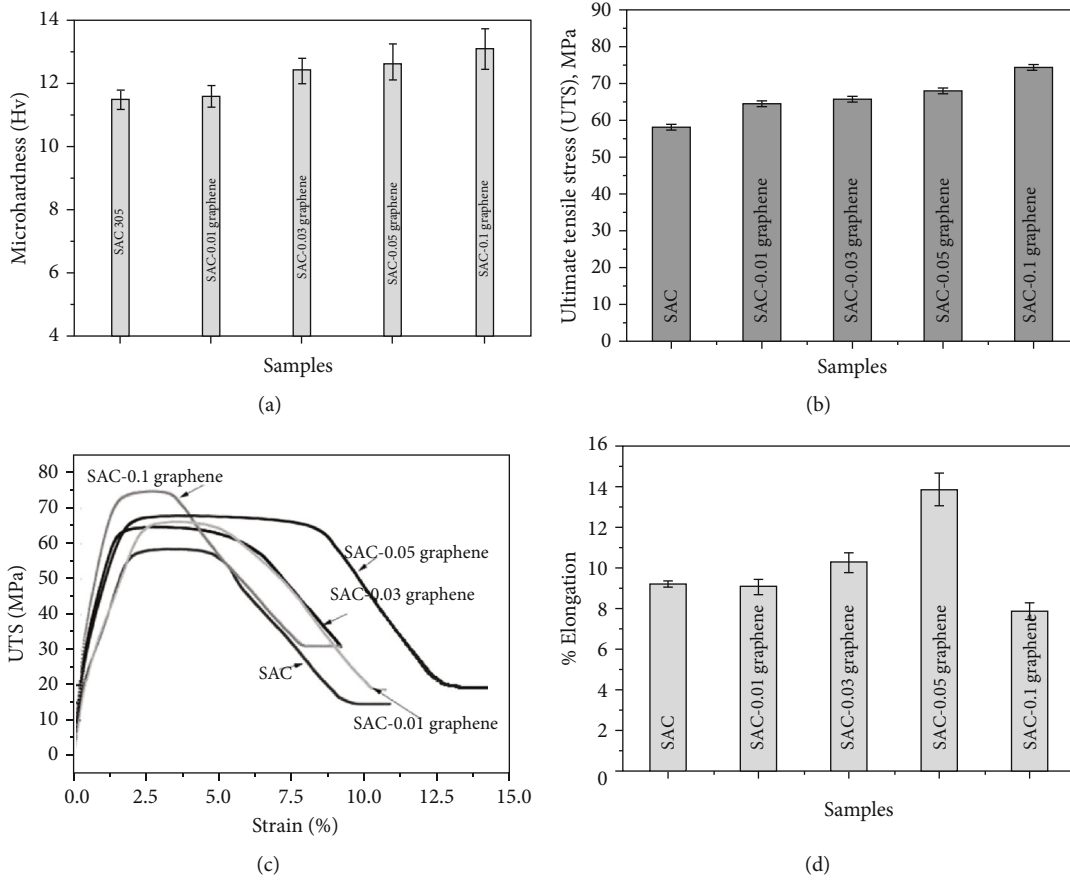 14
12
10
8
6
4
Microhardness (Hv)
SAC 305
SAC-0.01 graphene
SAC-0.03 graphene
SAC-0.05 graphene
SAC-0.1 graphene
Samples
(a)
90
80
70
60
50
40
30
20
10
0
Ultimate tensile stress (UTS), MPa
SAC
SAC-0.01 graphene
SAC-0.03 graphene
SAC-0.05 graphene
SAC-0.1 graphene
Samples
(b)
80
70
60
50
40
30
20
10
0
UTS (MPa)
SAC-0.1 graphene
SAC-0.05 graphene
SAC-0.03 graphene
SAC
SAC-0.01 graphene
0.0 2.5 5.0 7.5 10.0 12.5 15.0
Strain (%)
(c)
16
14
12
10
8
6
4
2
0
% Elongation
SAC
SAC-0.01 graphene
SAC-0.03 graphene
SAC-0.05 graphene
SAC-0.1 graphene
Samples
(d)